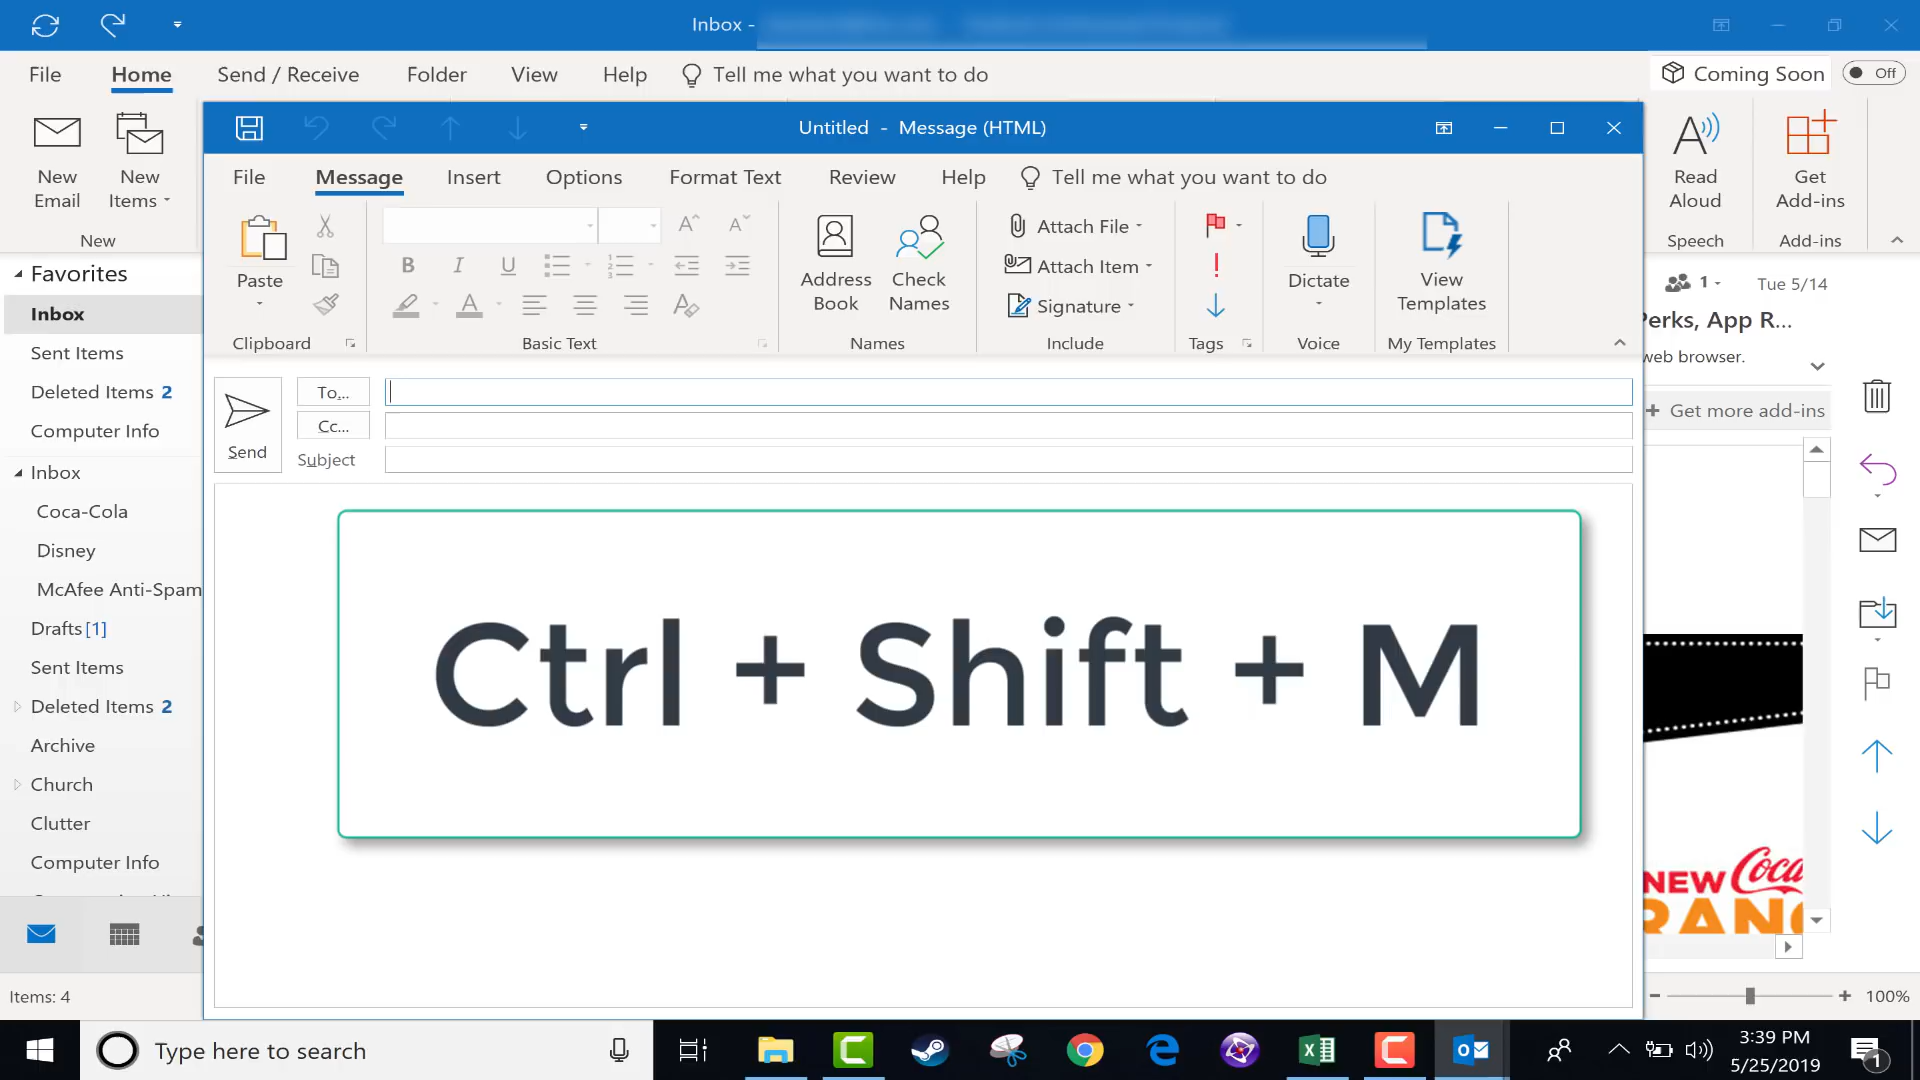 Inbox -
File Home Send / Receive Folder View Help Tell me what you want to do
Coming Soon Off
Untitled - Message (HTML)
File Message Insert Options Format Text Review Help Tell me what you want to do
New Email
New Items
New
Paste
Clipboard
B I U
A
Basic Text
Address Book
Check Names
Names
Attach File
Attach Item
Signature
Include
Tags
Dictate
Voice
View Templates
My Templates
Read Aloud
Speech
Get Add-ins
Add-ins
Favorites
Inbox
Sent Items
Deleted Items 2
Computer Info
Inbox
Coca-Cola
Disney
McAfee Anti-Spam
Drafts [1]
Sent Items
Deleted Items 2
Archive
Church
Clutter
Computer Info
Items: 4
Send
To...
Cc...
Subject
Ctrl + Shift + M
1 Tue 5/14
Perks, App R...
web browser.
+ Get more add-ins
NEW Coca
RANG
100%
Type here to search
3:39 PM
5/25/2019
1